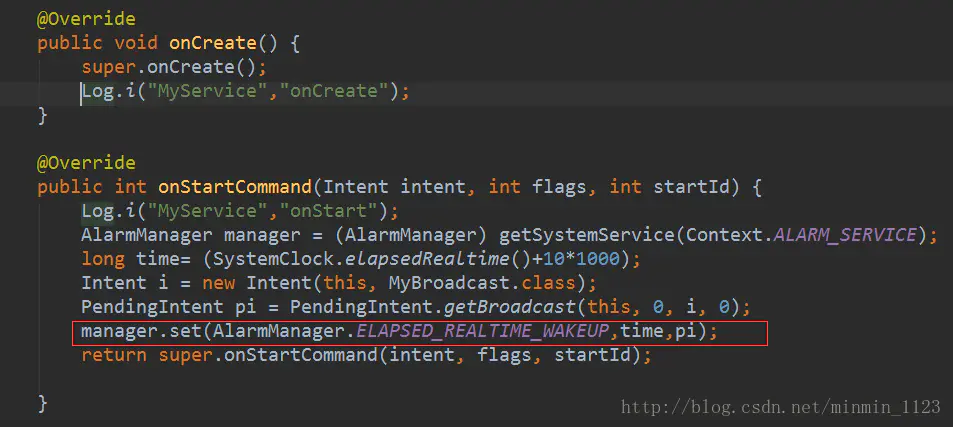 @Override
public void onCreate() {
super.onCreate();
Log.i("MyService","onCreate");
}
@Override
public int onStartCommand(Intent intent, int flags, int startId) {
Log.i("MyService","onStart");
AlarmManager manager = (AlarmManager) getSystemService(Context.ALARM_SERVICE);
long time= (SystemClock.elapsedRealtime()+10*1000);
Intent i = new Intent(this, MyBroadcast.class);
PendingIntent pi = PendingIntent.getBroadcast(this, 0, i, 0);
manager.set(AlarmManager.ELAPSED_REALTIME_WAKEUP,time,pi);
return super.onStartCommand(intent, flags, startId);
}
http://blog.csdn.net/minmin_1123